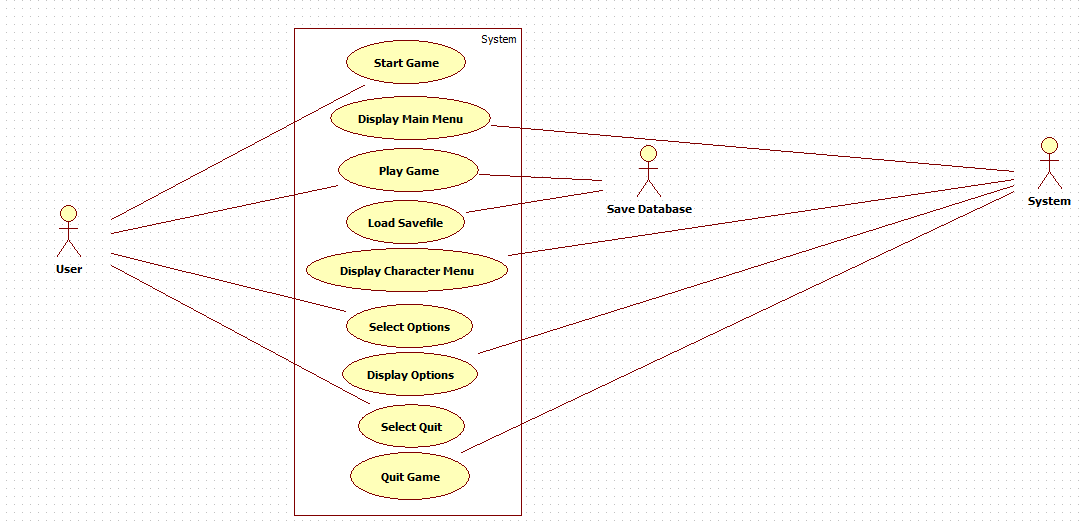 System
Start Game
Display Main Menu
Play Game
Load Savefile
Display Character Menu
Select Options
Display Options
Select Quit
Quit Game
User
Save Database
System